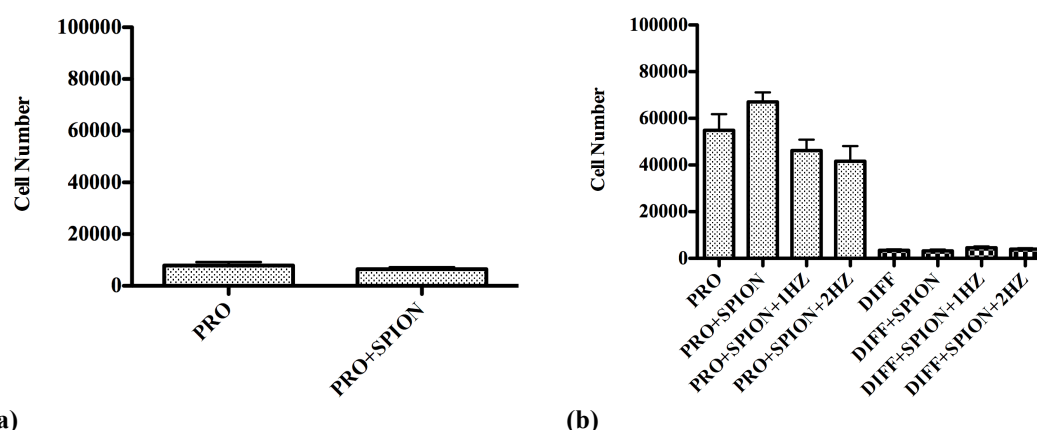 100000
80000
60000
40000
20000
0
Cell Number
PRO
PRO+SPION
a)
100000
80000
60000
40000
20000
0
Cell Number
PRO
PRO+SPION
PRO+SPION+1HZ
PRO+SPION+2HZ
DIFF
DIFF+SPION
DIFF+SPION+1HZ
DIFF+SPION+2HZ
(b)